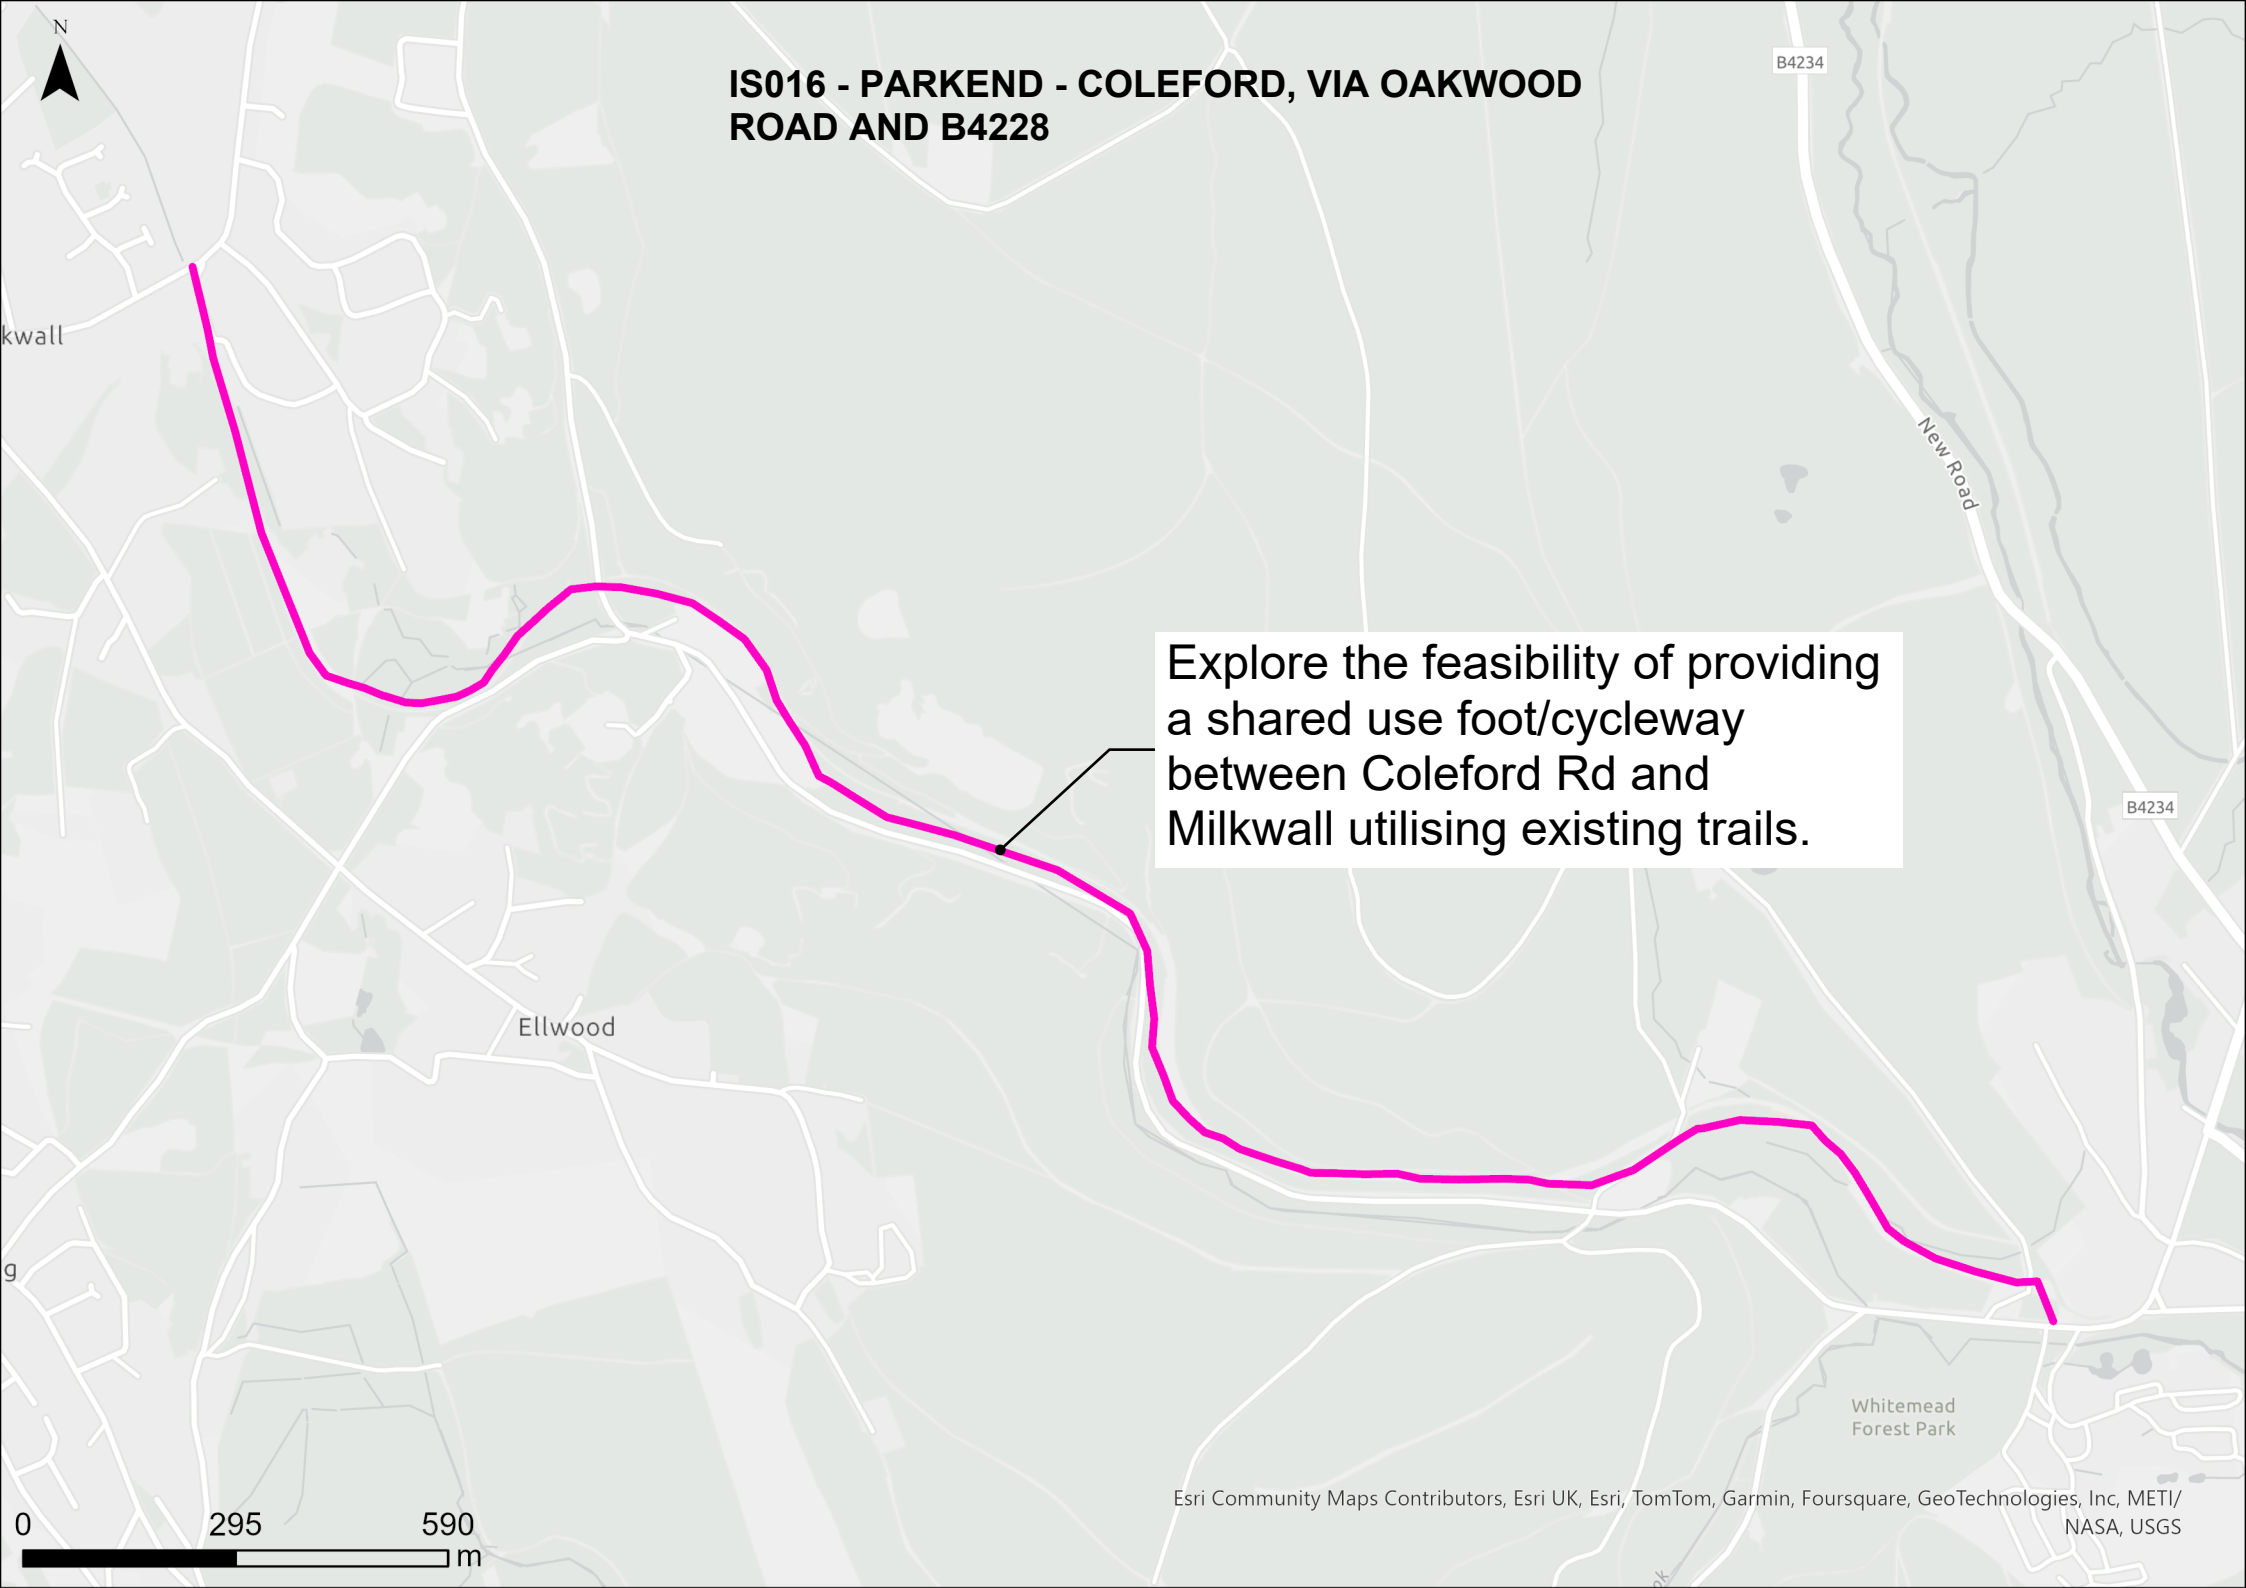 N
IS016 - PARKEND - COLEFORD, VIA OAKWOOD
ROAD AND B4228
B4234
kwall
New Road
Explore the feasibility of providing
a shared use foot/cycleway
between Coleford Rd and
Milkwall utilising existing trails.
B4234
Ellwood
g
Whitemead
Forest Park
Esri Community Maps Contributors, Esri UK, Esri, TomTom, Garmin, Foursquare, GeoTechnologies, Inc, METI/
NASA, USGS
0 295 590
m
ok